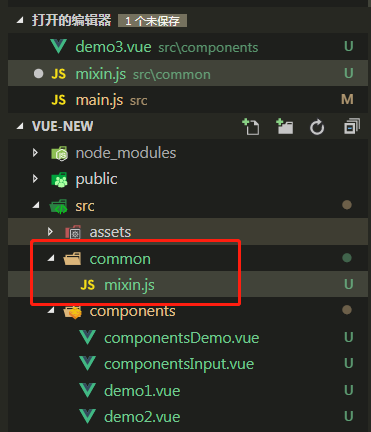 打开的编辑器 1 个未保存
demo3.vue src\components U
JS mixin.js src\common U
JS main.js src M
VUE-NEW
node_modules
public
src
assets
common
JS mixin.js U
components
componentsDemo.vue U
componentsInput.vue U
demo1.vue U
demo2.vue U